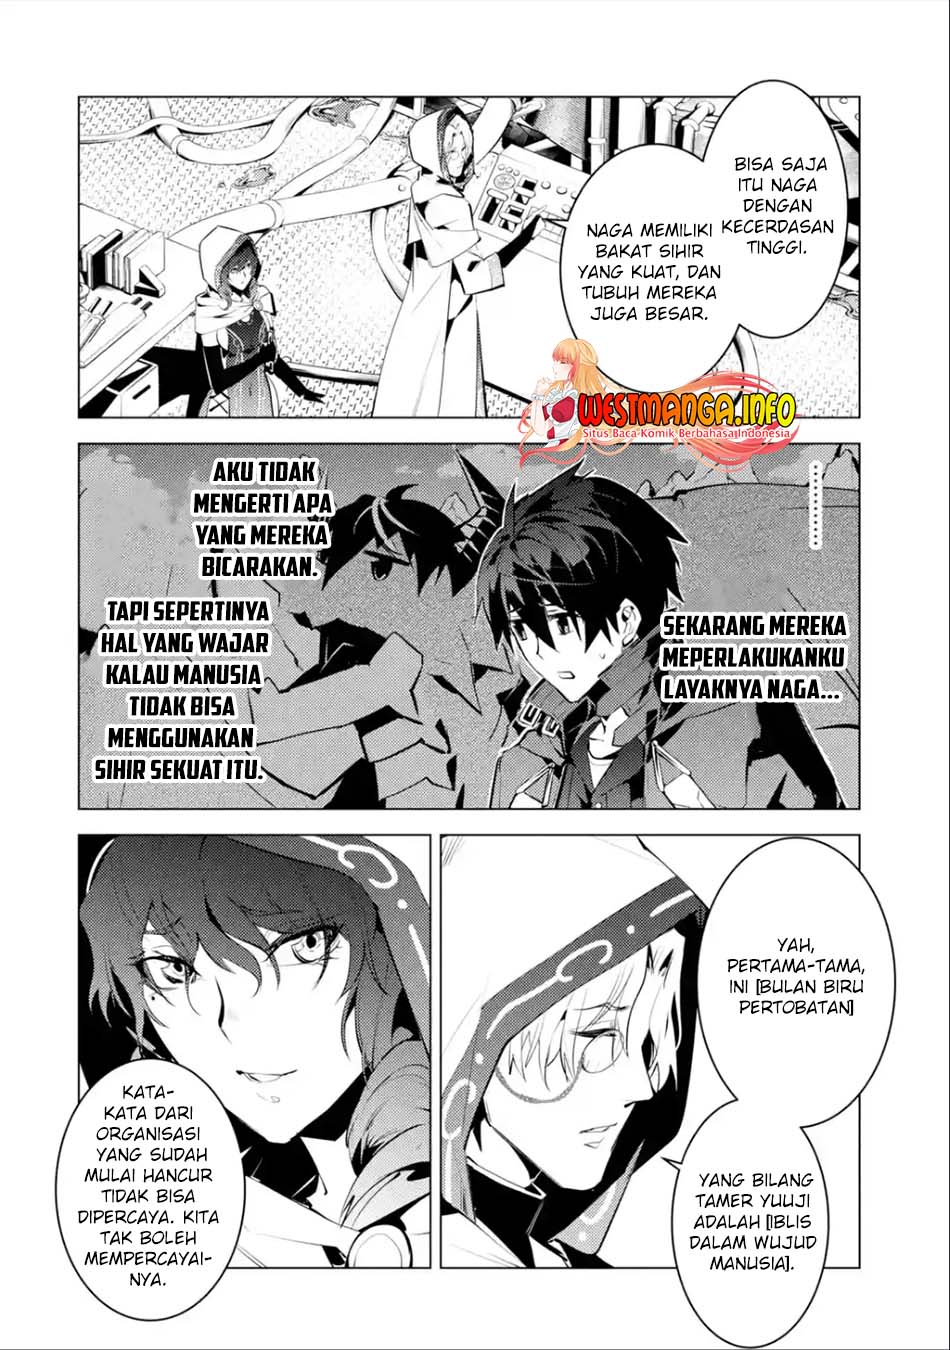 BISA SAJA
ITU NAGA
DENGAN
KECERDASAN
TINGGI.
NAGA MEMILIKI
BAKAT SIHIR
YANG KUAT, DAN
TUBUH MEREKA
JUGA BESAR.
WESTMANGA.INFO
Situs Baca Komik Berbahasa Indonesia
..........
SEKARANG MEREKA
MEPERLAKUKANKU
LAYAKNYA NAGA...
AKU TIDAK
MENGERTI APA
YANG MEREKA
BICARAKAN.
TAPI SEPERTINYA
HAL YANG WAJAR
KALAU MANUSIA
TIDAK BISA
MENGGUNAKAN
SIHIR SEKUAT ITU.
YAH,
PERTAMA-TAMA,
INI [BULAN BIRU
PERTOBATAN]
YANG BILANG
TAMER YUUJI
ADALAH [IBLIS
DALAM WUJUD
MANUSIA].
KATA-
KATA DARI
ORGANISASI
YANG SUDAH
MULAI HANCUR
TIDAK BISA
DIPERCAYA. KITA
TAK BOLEH
MEMPERCAYAI-
NYA.